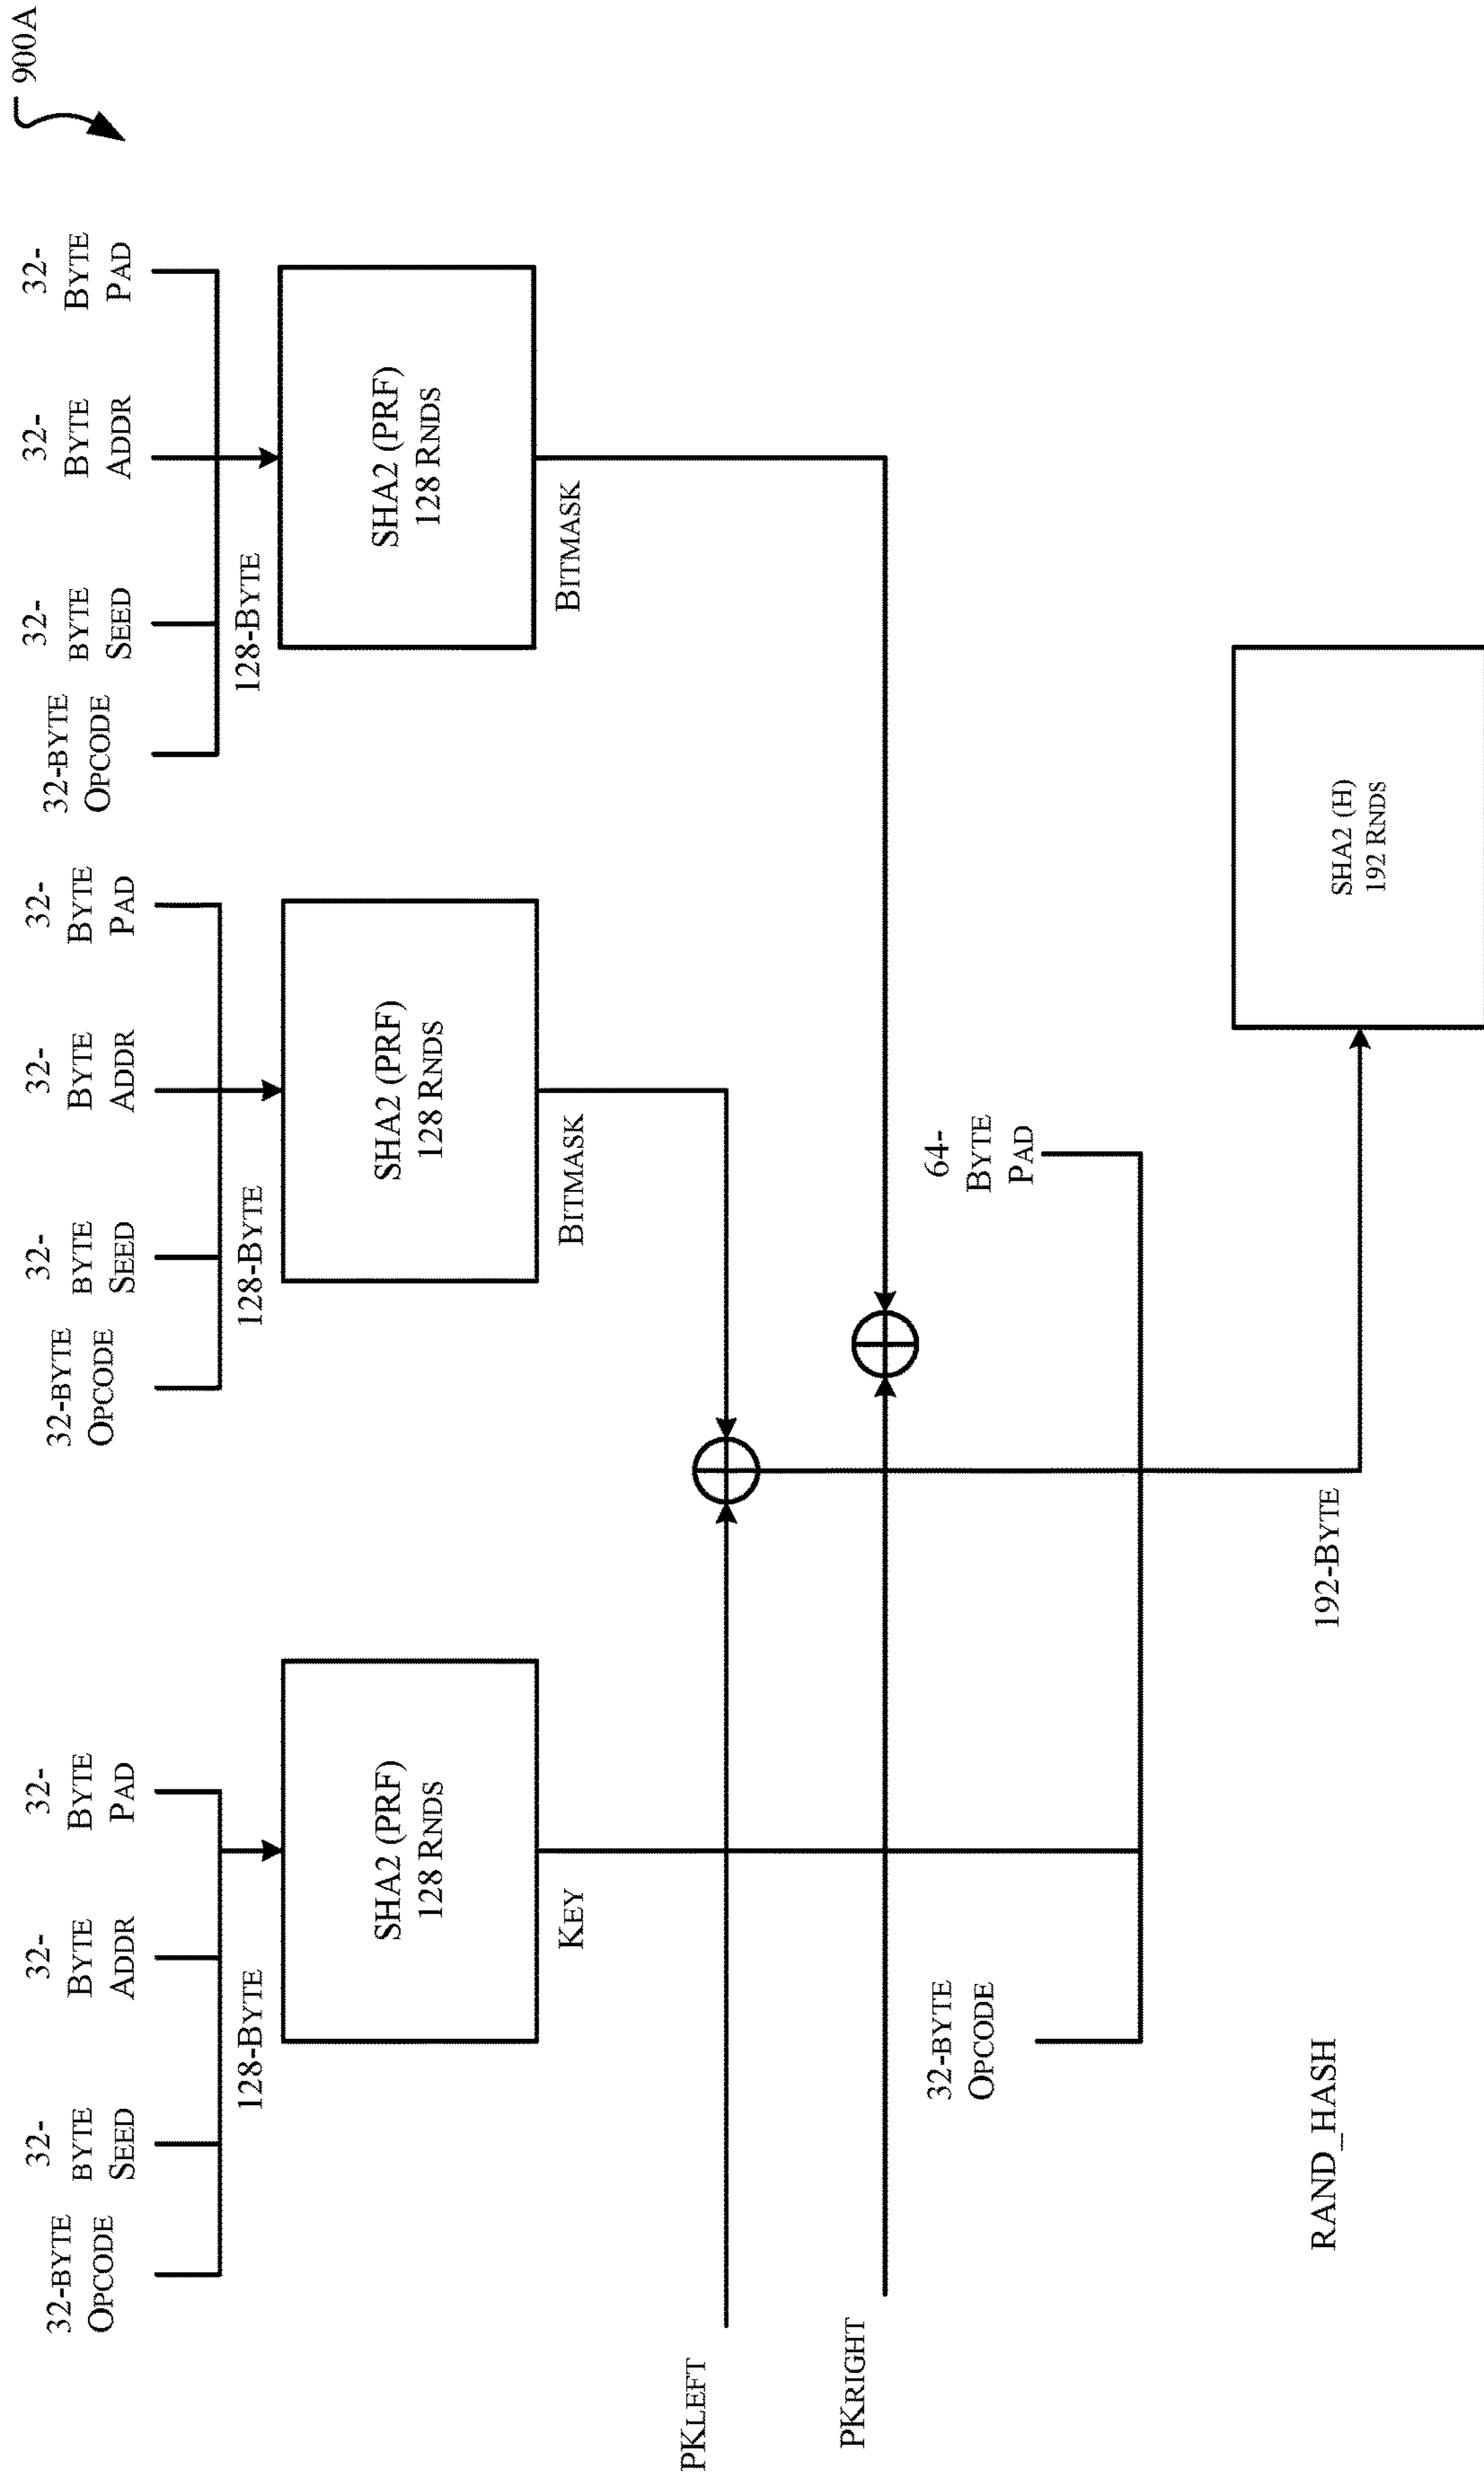 900A
32-BYTE
OPCODE
32-
BYTE
SEED
32-
BYTE
ADDR
32-
BYTE
PAD
32-BYTE
OPCODE
32-
BYTE
SEED
32-
BYTE
ADDR
32-
BYTE
PAD
32-BYTE
OPCODE
32-
BYTE
SEED
32-
BYTE
ADDR
32-
BYTE
PAD
128-BYTE
128-BYTE
128-BYTE
SHA2 (PRF)
128 RNDS
SHA2 (PRF)
128 RNDS
SHA2 (PRF)
128 RNDS
KEY
BITMASK
BITMASK
PKLEFT
PKRIGHT
32-BYTE
OPCODE
64-
BYTE
PAD
RAND_HASH
192-BYTE
SHA2 (H)
192 RNDS